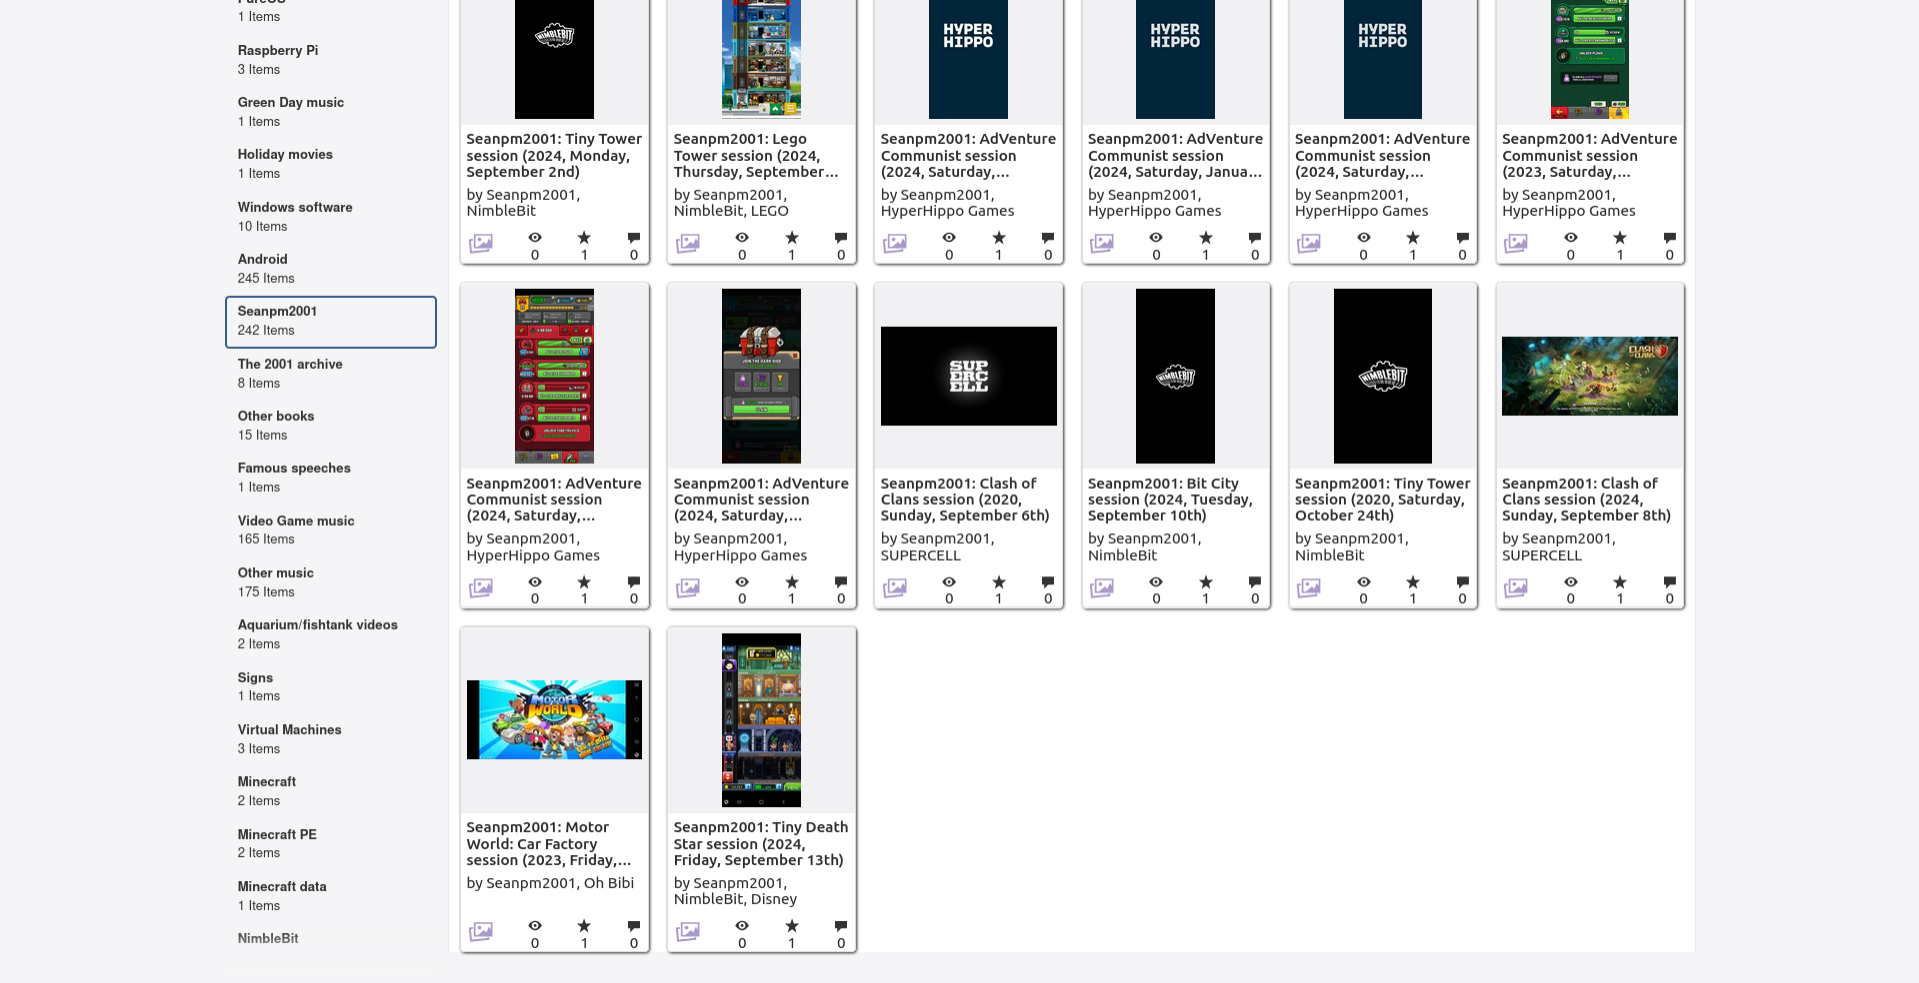 PureOS
1 Items
Raspberry Pi
3 Items
Green Day music
1 Items
Holiday movies
1 Items
Windows software
10 Items
Android
245 Items
Seanpm2001
242 Items
The 2001 archive
8 Items
Other books
15 Items
Famous speeches
1 Items
Video Game music
165 Items
Other music
175 Items
Aquarium/fishtank videos
2 Items
Signs
1 Items
Virtual Machines
3 Items
Minecraft
2 Items
Minecraft PE
2 Items
Minecraft data
1 Items
NimbleBit
NIMBLEBIT
Seanpm2001: Tiny Tower
session (2024, Monday,
September 2nd)
by Seanpm2001,
NimbleBit
0 1 0
Seanpm2001: Lego
Tower session (2024,
Thursday, September...
by Seanpm2001,
NimbleBit, LEGO
0 1 0
HYPER
HIPPO
Seanpm2001: AdVenture
Communist session
(2024, Saturday,...
by Seanpm2001,
HyperHippo Games
0 1 0
HYPER
HIPPO
Seanpm2001: AdVenture
Communist session
(2024, Saturday, Janua...
by Seanpm2001,
HyperHippo Games
0 1 0
HYPER
HIPPO
Seanpm2001: AdVenture
Communist session
(2024, Saturday,...
by Seanpm2001,
HyperHippo Games
0 1 0
Seanpm2001: AdVenture
Communist session
(2023, Saturday,...
by Seanpm2001,
HyperHippo Games
0 1 0
Seanpm2001: AdVenture
Communist session
(2024, Saturday,...
by Seanpm2001,
HyperHippo Games
0 1 0
JOIN THE DARK SIDE
Seanpm2001: AdVenture
Communist session
(2024, Saturday,...
by Seanpm2001,
HyperHippo Games
0 1 0
SUP
ERC
ELL
Seanpm2001: Clash of
Clans session (2020,
Sunday, September 6th)
by Seanpm2001,
SUPERCELL
0 1 0
NIMBLEBIT
Seanpm2001: Bit City
session (2024, Tuesday,
September 10th)
by Seanpm2001,
NimbleBit
0 1 0
NIMBLEBIT
Seanpm2001: Tiny Tower
session (2020, Saturday,
October 24th)
by Seanpm2001,
NimbleBit
0 1 0
CLASH
OF CLANS
Seanpm2001: Clash of
Clans session (2024,
Sunday, September 8th)
by Seanpm2001,
SUPERCELL
0 1 0
MOTOR
WORLD
Seanpm2001: Motor
World: Car Factory
session (2023, Friday,...
by Seanpm2001, Oh Bibi
0 1 0
Seanpm2001: Tiny Death
Star session (2024,
Friday, September 13th)
by Seanpm2001,
NimbleBit, Disney
0 1 0